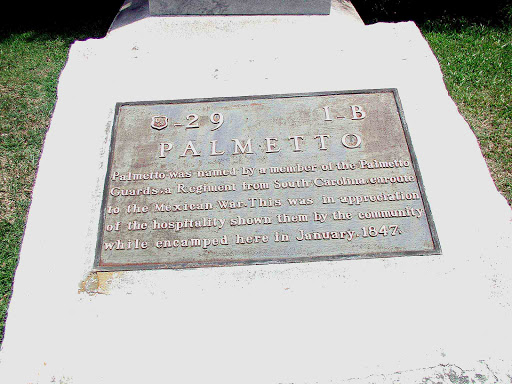 -29 1-B
PALMETTO
Palmetto was named by a member of the Palmetto
Guards, a Regiment from South Carolina, enroute
to the Mexican War. This was in appreciation
of the hospitality shown them by the community
while encamped here in January, 1847.